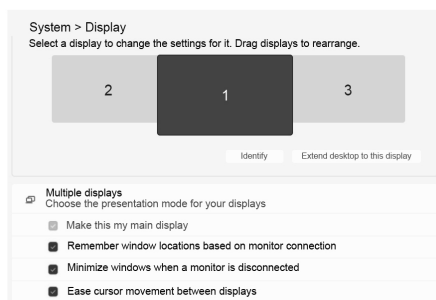 System > Display
Select a display to change the settings for it. Drag displays to rearrange.
2
1
3
Identify
Extend desktop to this display
Multiple displays
Choose the presentation mode for your displays
Make this my main display
Remember window locations based on monitor connection
Minimize windows when a monitor is disconnected
Ease cursor movement between displays